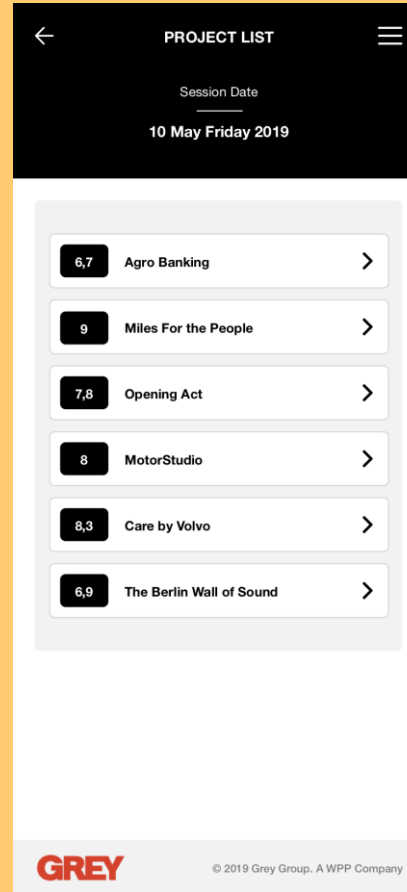 PROJECT LIST
Session Date
10 May Friday 2019
6,7 Agro Banking
9 Miles For the People
7,8 Opening Act
8 MotorStudio
8,3 Care by Volvo
6,9 The Berlin Wall of Sound
GREY © 2019 Grey Group. A WPP Company